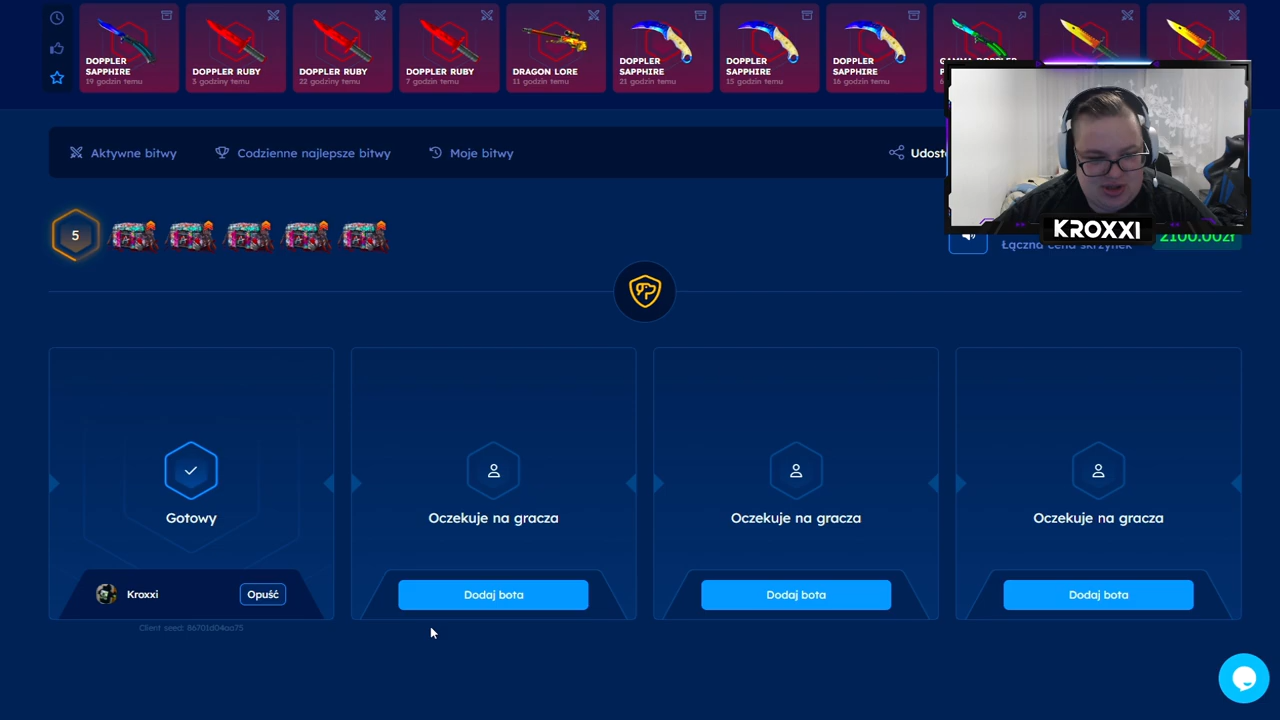 DOPPLER
SAPPHIRE
19 godzin temu
DOPPLER RUBY
3 godziny temu
DOPPLER RUBY
22 godziny temu
DOPPLER RUBY
7 godzin temu
DRAGON LORE
11 godzin temu
DOPPLER
SAPPHIRE
21 godzin temu
DOPPLER
SAPPHIRE
15 godzin temu
DOPPLER
SAPPHIRE
16 godzin temu
Aktywne bitwy
Codzienne najlepsze bitwy
Moje bitwy
KROXXI
5
Łączna cena skrzynek
2100.00zł
Gotowy
Oczekuje na gracza
Oczekuje na gracza
Oczekuje na gracza
Kroxxi
Opuść
Dodaj bota
Dodaj bota
Dodaj bota